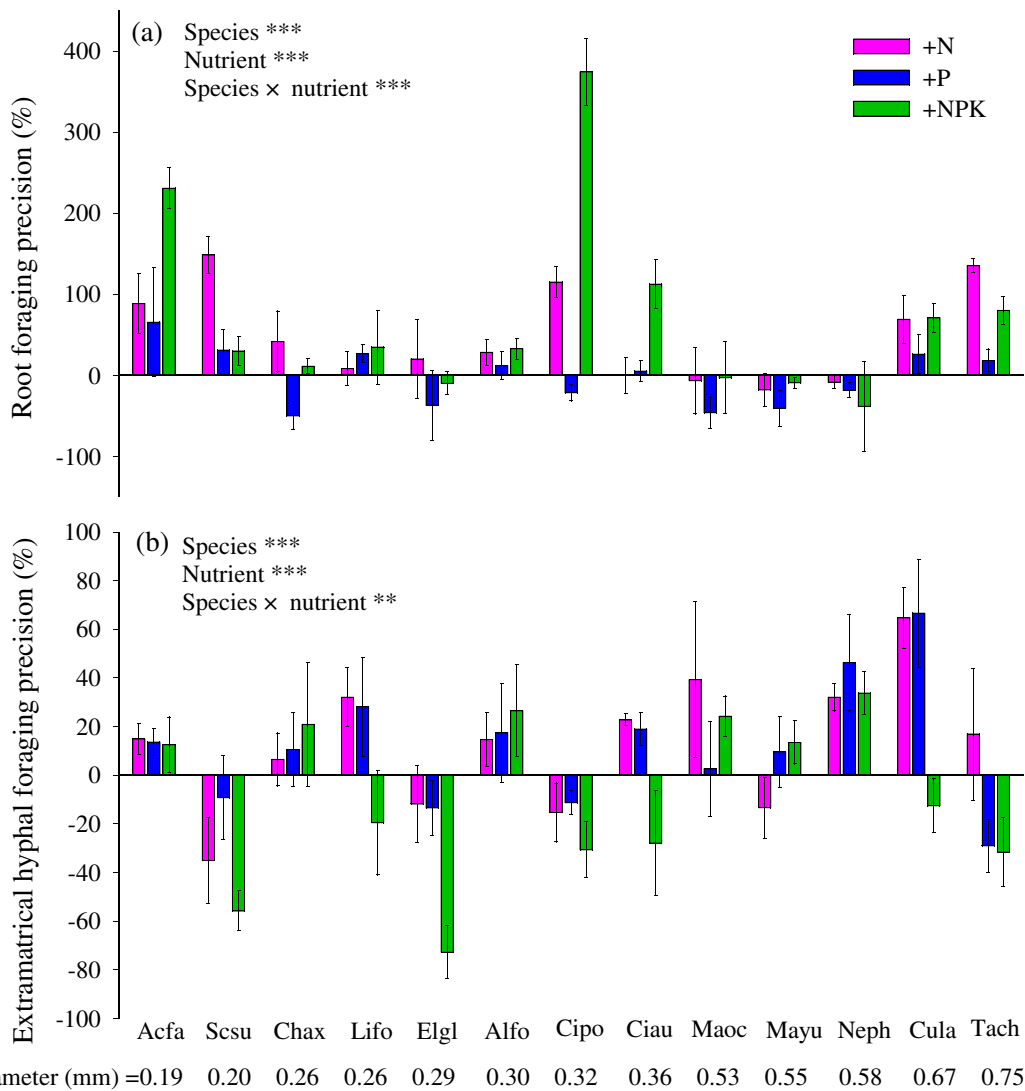 (a)
Species ***
Nutrient ***
Species × nutrient ***
+N
+P
+NPK
Root foraging precision (%)
400
300
200
100
0
-100
(b)
Species ***
Nutrient ***
Species × nutrient **
Extramatrical hyphal foraging precision (%)
100
80
60
40
20
0
-20
-40
-60
-80
-100
Acfa Scsu Chax Lifo Elgl Alfo Cipo Ciau Maoc Mayu Neph Cula Tach
ameter (mm) =0.19 0.20 0.26 0.26 0.29 0.30 0.32 0.36 0.53 0.55 0.58 0.67 0.75